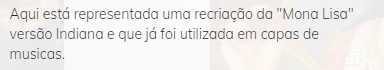 Aqui está representada uma recriação da "Mona Lisa"
versão Indiana e que já foi utilizada em capas de
musicas.